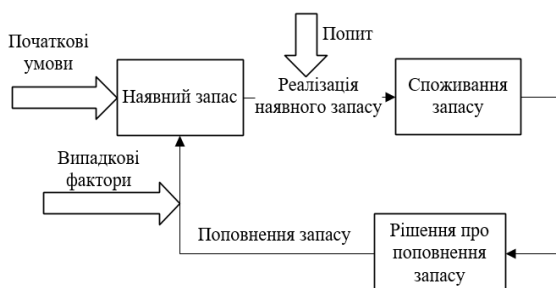 Початкові
умови
Попит
Наявний запас
Реалізація
наявного запасу
Споживання
запасу
Випадкові
фактори
Поповнення запасу
Рішення про
поповнення
запасу